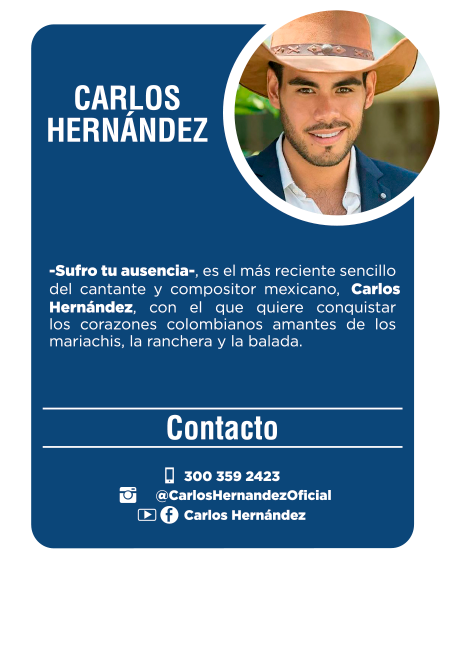 CARLOS
HERNÁNDEZ
-Sufro tu ausencia-, es el más reciente sencillo
del cantante y compositor mexicano, Carlos
Hernández, con el que quiere conquistar
los corazones colombianos amantes de los
mariachis, la ranchera y la balada.
Contacto
300 359 2423
@CarlosHernandezOficial
Carlos Hernández